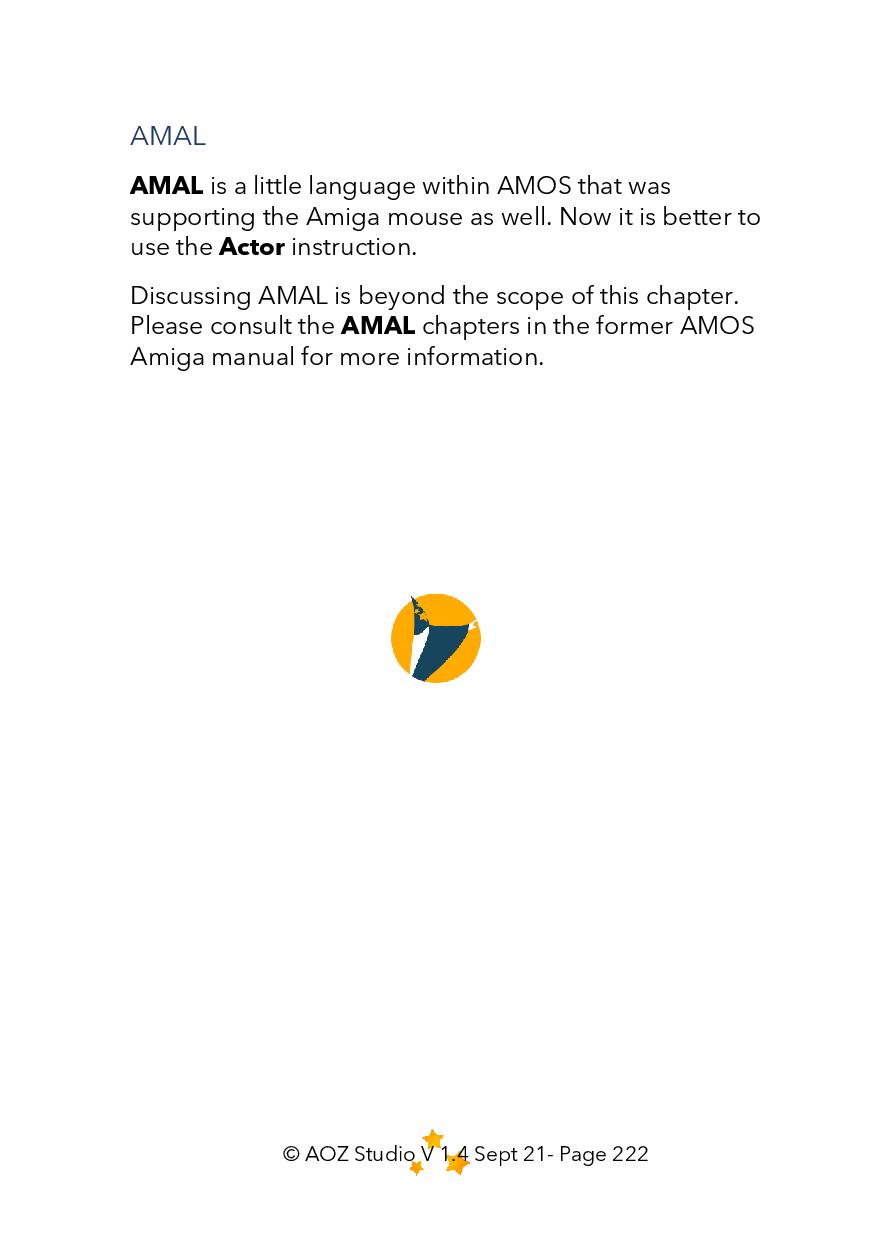 AMAL
AMAL is a little language within AMOS that was
supporting the Amiga mouse as well. Now it is better to
use the Actor instruction.
Discussing AMAL is beyond the scope of this chapter.
Please consult the AMAL chapters in the former AMOS
Amiga manual for more information.
© AOZ Studio V 1.4 Sept 21- Page 222